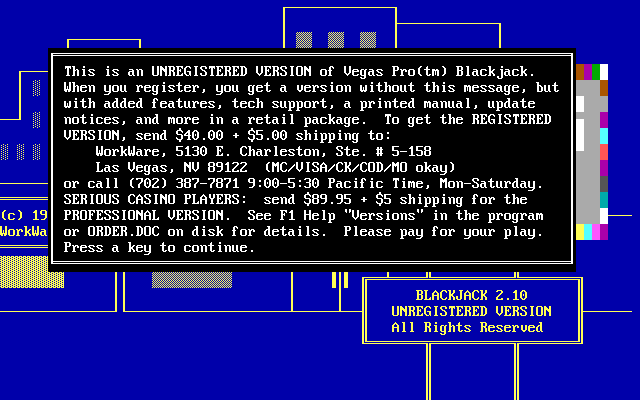 This is an UNREGISTERED VERSION of Vegas Pro(tm) Blackjack.
When you register, you get a version without this message, but
with added features, tech support, a printed manual, update
notices, and more in a retail package.  To get the REGISTERED
VERSION, send $40.00 + $5.00 shipping to:
WorkWare, 5130 E. Charleston, Ste. # 5-158
Las Vegas, NV 89122  (MC/VISA/CK/COD/MO okay)
or call (702) 387-7871 9:00-5:30 Pacific Time, Mon-Saturday.
SERIOUS CASINO PLAYERS:  send $89.95 + $5 shipping for the
PROFESSIONAL VERSION.  See F1 Help "Versions" in the program
or ORDER.DOC on disk for details.  Please pay for your play.
Press a key to continue.
(c) 19
WorkWa
BLACKJACK 2.10
UNREGISTERED VERSION
All Rights Reserved